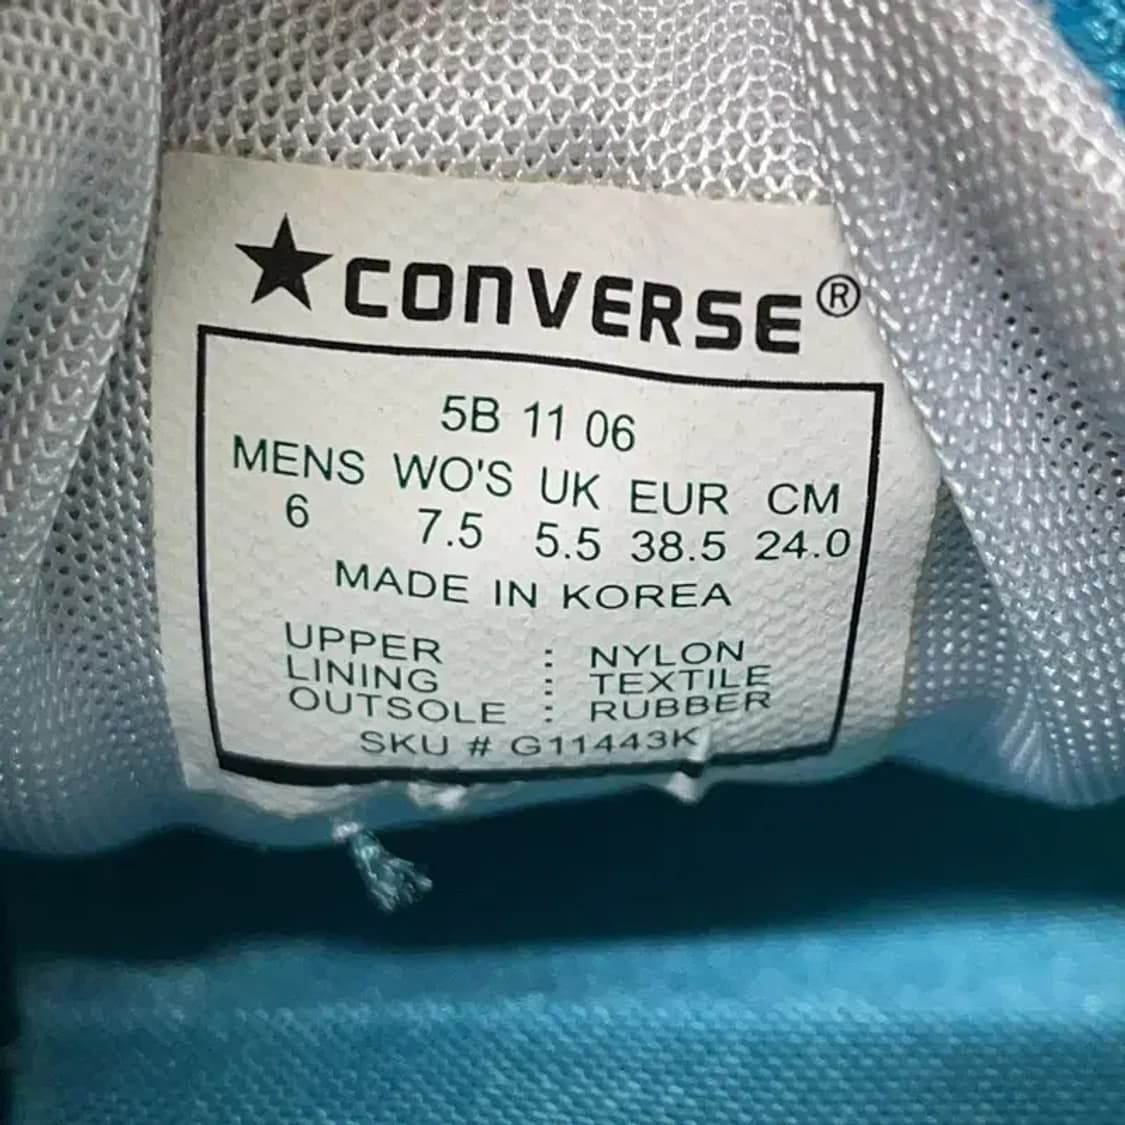 ★CONVERSE®
5B 11 06
MENS WO'S UK EUR CM
6 7.5 5.5 38.5 24.0
MADE IN KOREA
UPPER : NYLON
LINING : TEXTILE
OUTSOLE : RUBBER
SKU # G11443K